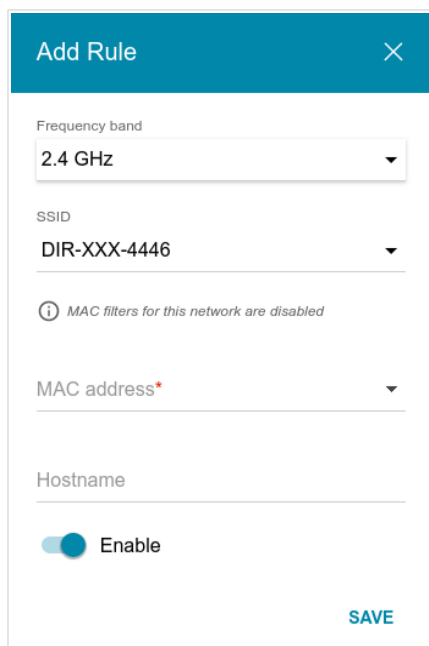 Add Rule
Frequency band
2.4 GHz
SSID
DIR-XXX-4446
MAC filters for this network are disabled
MAC address*
Hostname
Enable
SAVE